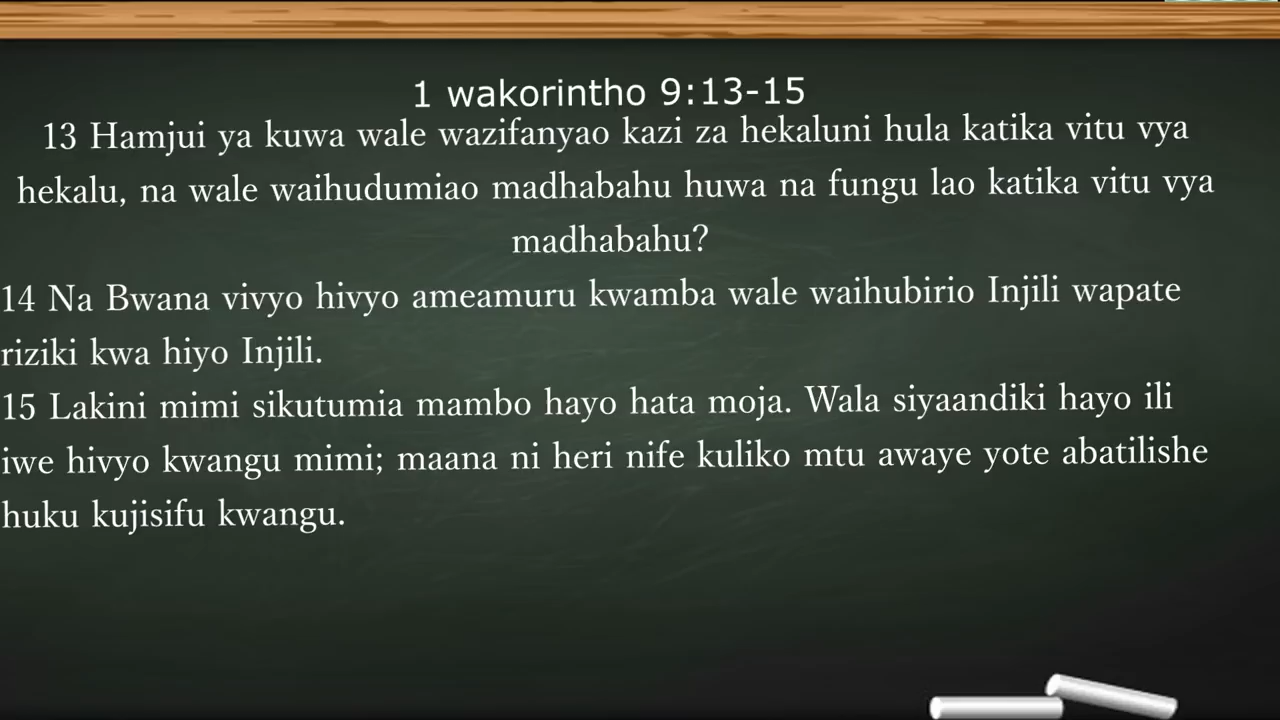 1 wakorintho 9:13-15
13 Hamjui ya kuwa wale wazifanyao kazi za hekaluni hula katika vitu vya
hekalu, na wale waihudumiao madhabahu huwa na fungu lao katika vitu vya
madhabahu?
14 Na Bwana vivyo hivyo ameamuru kwamba wale waihubirio Injili wapate
riziki kwa hiyo Injili.
15 Lakini mimi sikutumia mambo hayo hata moja. Wala siyaandiki hayo ili
iwe hivyo kwangu mimi; maana ni heri nife kuliko mtu awaye yote abatilishe
huku kujisifu kwangu.